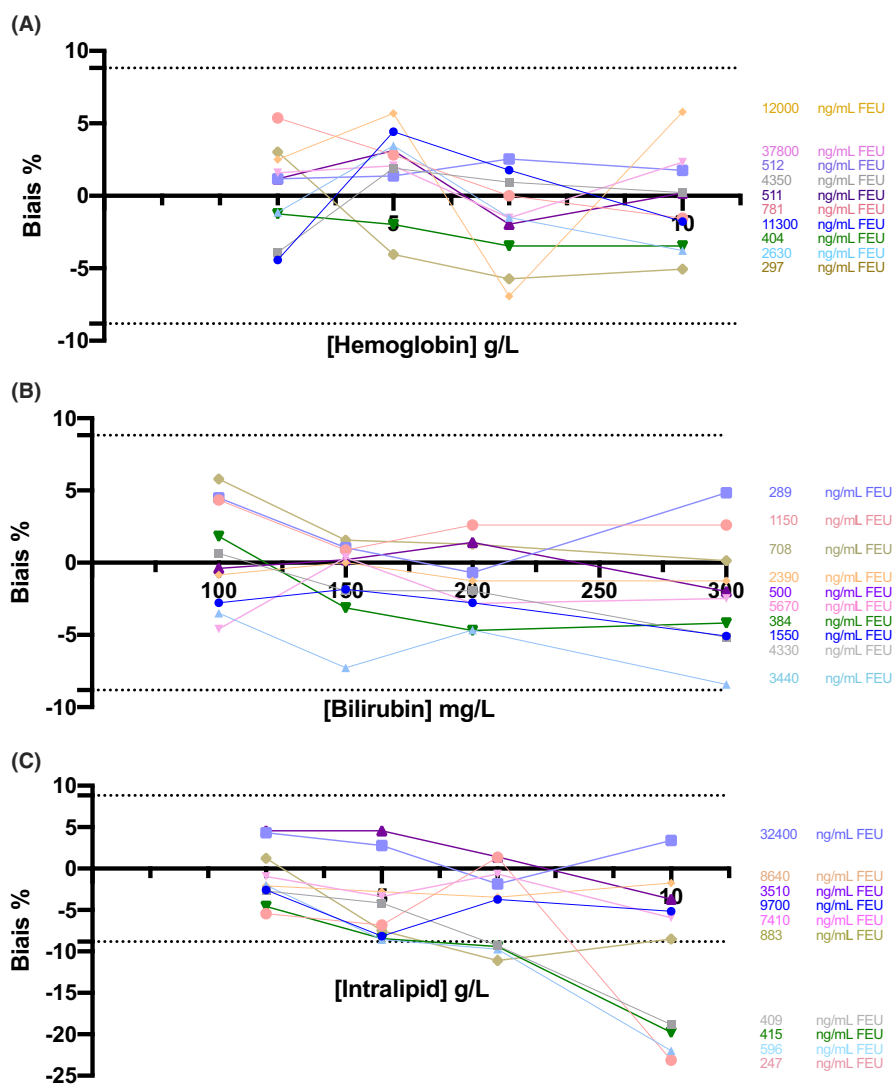 (A)
10
5
0
-5
-10
Biais %
5
10
[Hemoglobin] g/L
12000 ng/mL FEU
37800 ng/mL FEU
512 ng/mL FEU
4350 ng/mL FEU
511 ng/mL FEU
781 ng/mL FEU
11300 ng/mL FEU
404 ng/mL FEU
2630 ng/mL FEU
297 ng/mL FEU
(B)
10
5
0
-5
-10
Biais %
100
150
200
250
300
[Bilirubin] mg/L
289 ng/mL FEU
1150 ng/mL FEU
708 ng/mL FEU
2390 ng/mL FEU
500 ng/mL FEU
5670 ng/mL FEU
384 ng/mL FEU
1550 ng/mL FEU
4330 ng/mL FEU
3440 ng/mL FEU
(C)
10
5
0
-5
-10
-15
-20
-25
Biais %
5
10
[Intralipid] g/L
32400 ng/mL FEU
8640 ng/mL FEU
3510 ng/mL FEU
9700 ng/mL FEU
7410 ng/mL FEU
883 ng/mL FEU
409 ng/mL FEU
415 ng/mL FEU
596 ng/mL FEU
247 ng/mL FEU